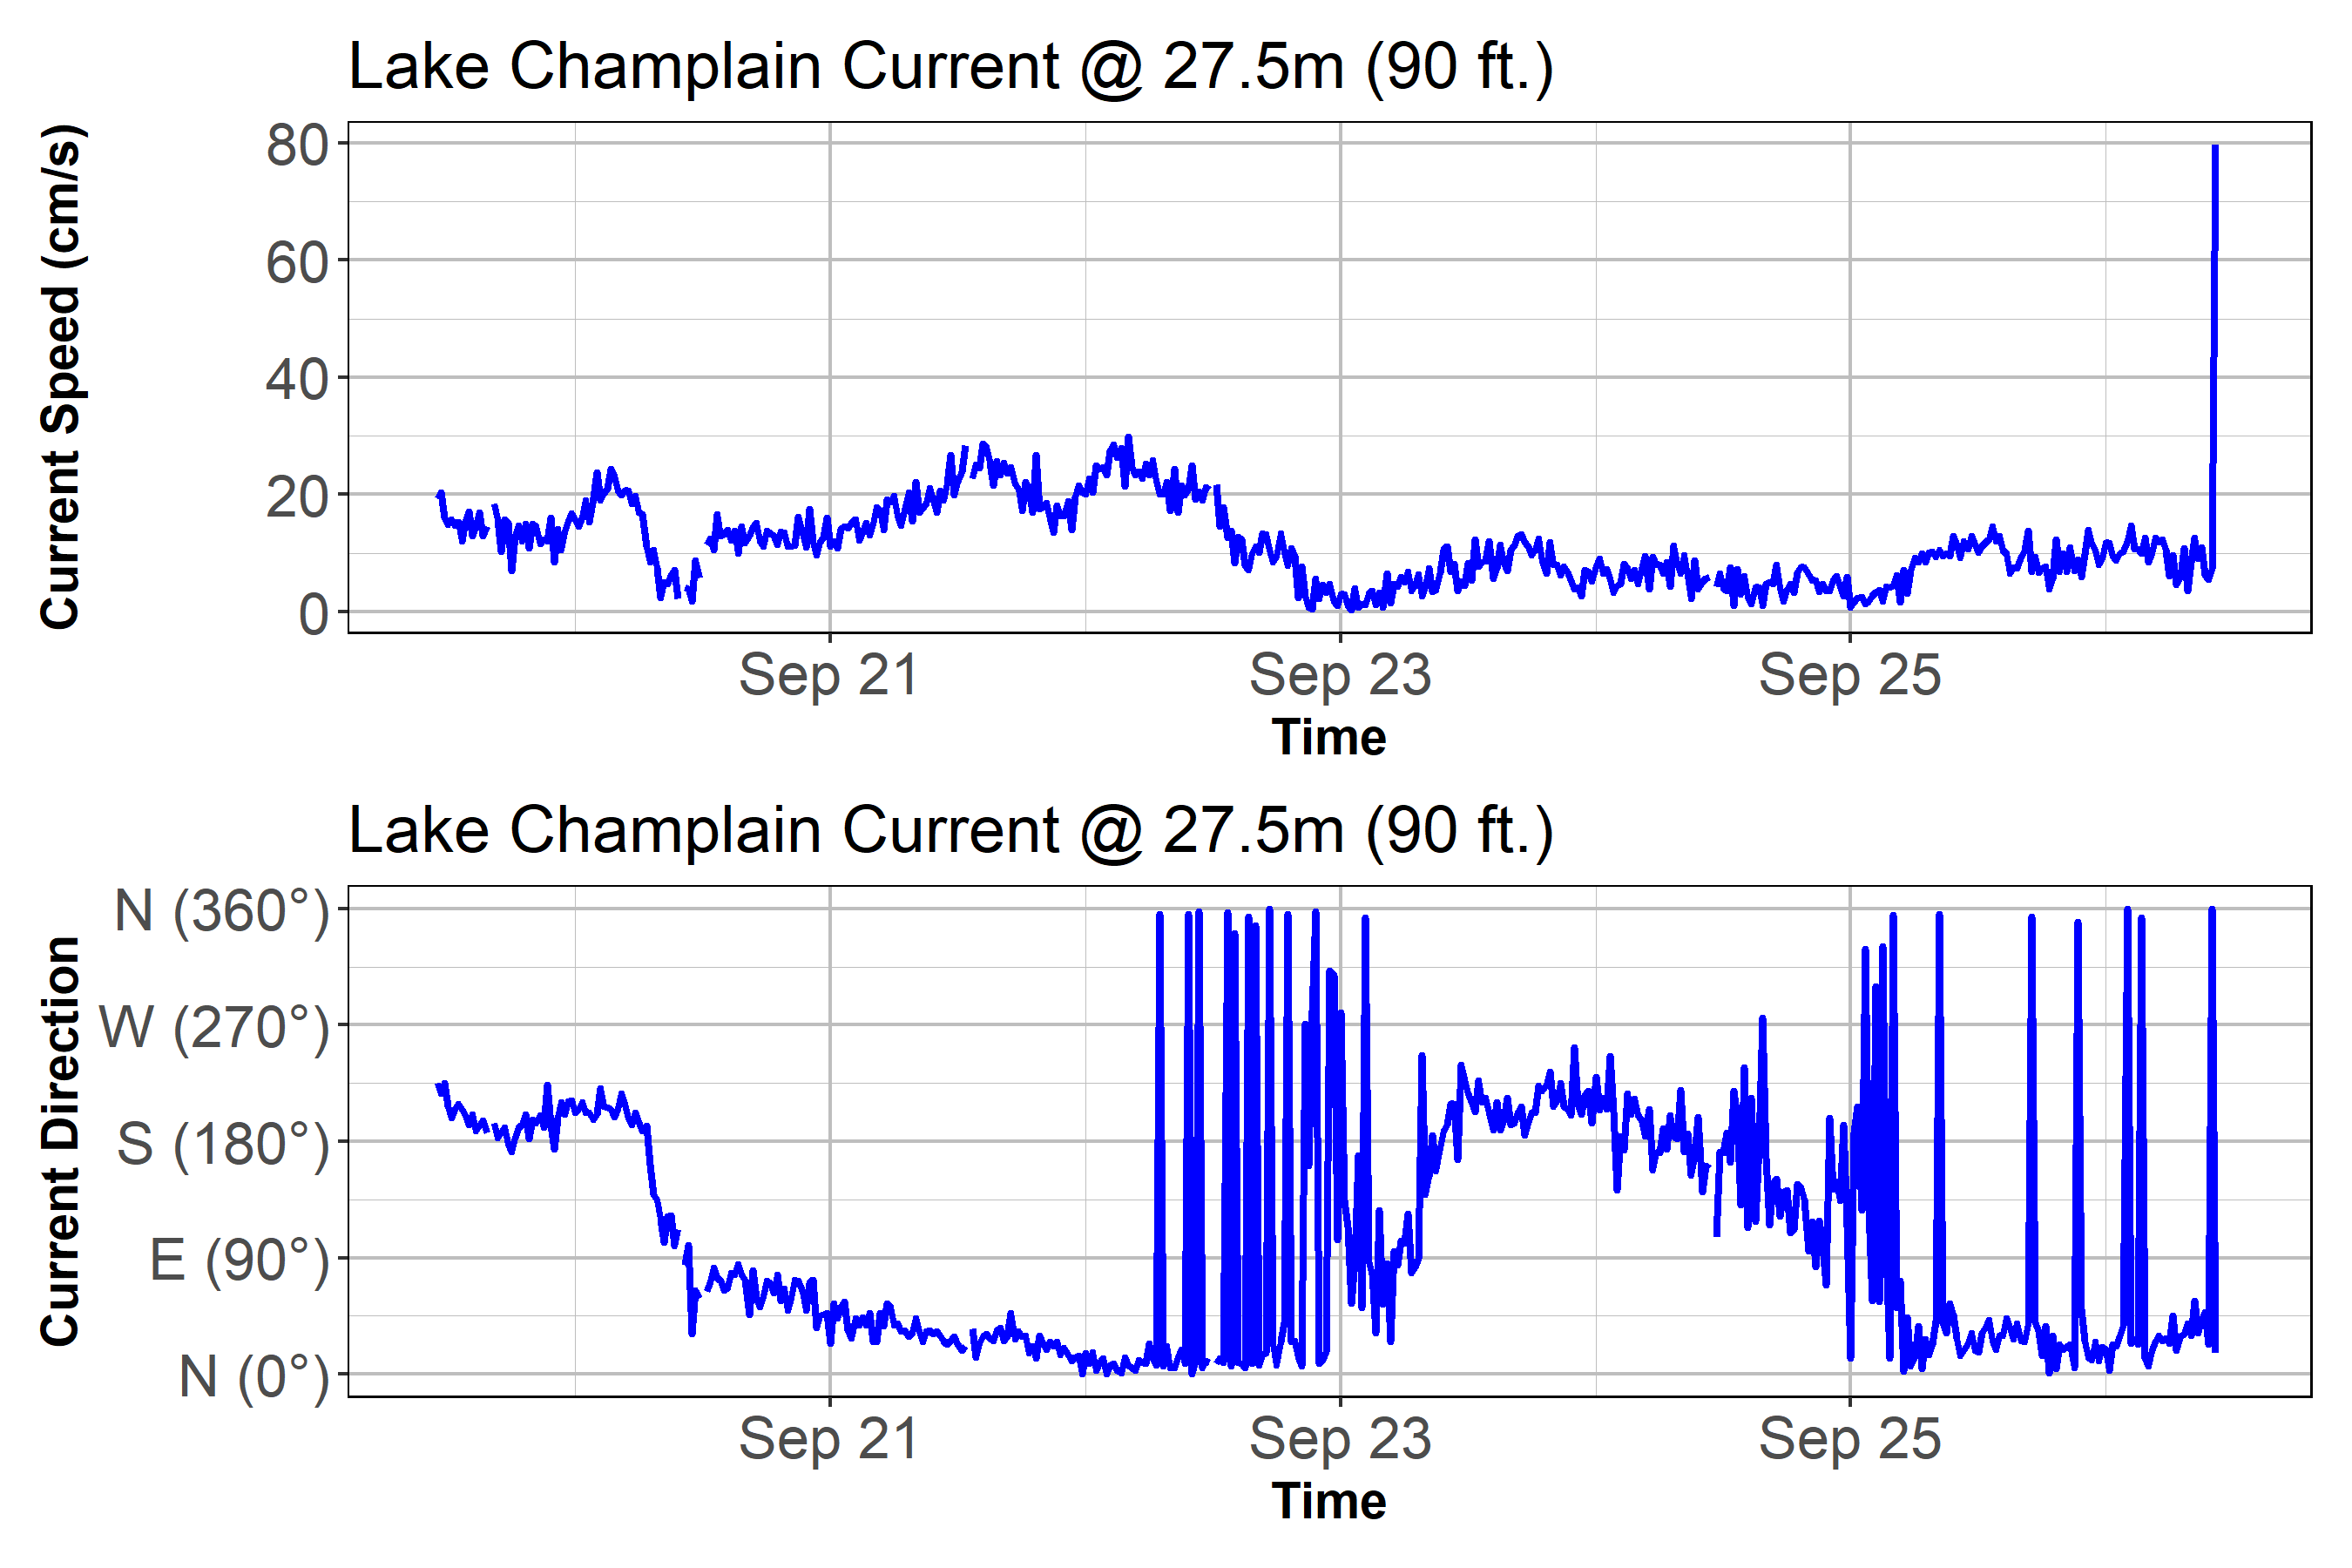 Lake Champlain Current @ 27.5m (90 ft.)
Current Speed (cm/s)
80
60
40
20
0
Sep 21 Sep 23 Sep 25
Time
Lake Champlain Current @ 27.5m (90 ft.)
Current Direction
N (360°)
W (270°)
S (180°)
E (90°)
N (0°)
Sep 21 Sep 23 Sep 25
Time